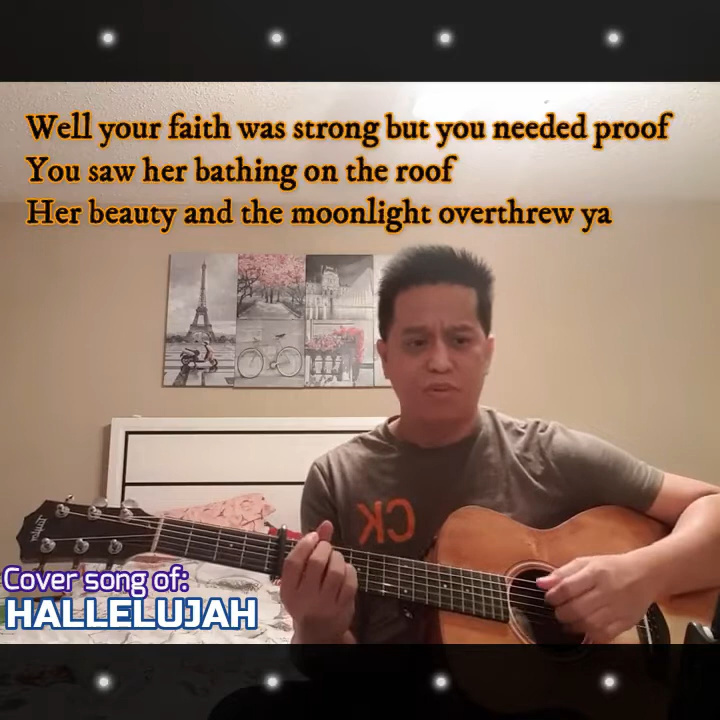 Well your faith was strong but you needed proof
You saw her bathing on the roof
Her beauty and the moonlight overthrew ya
CK
Taylor
Cover song of:
HALLELUJAH